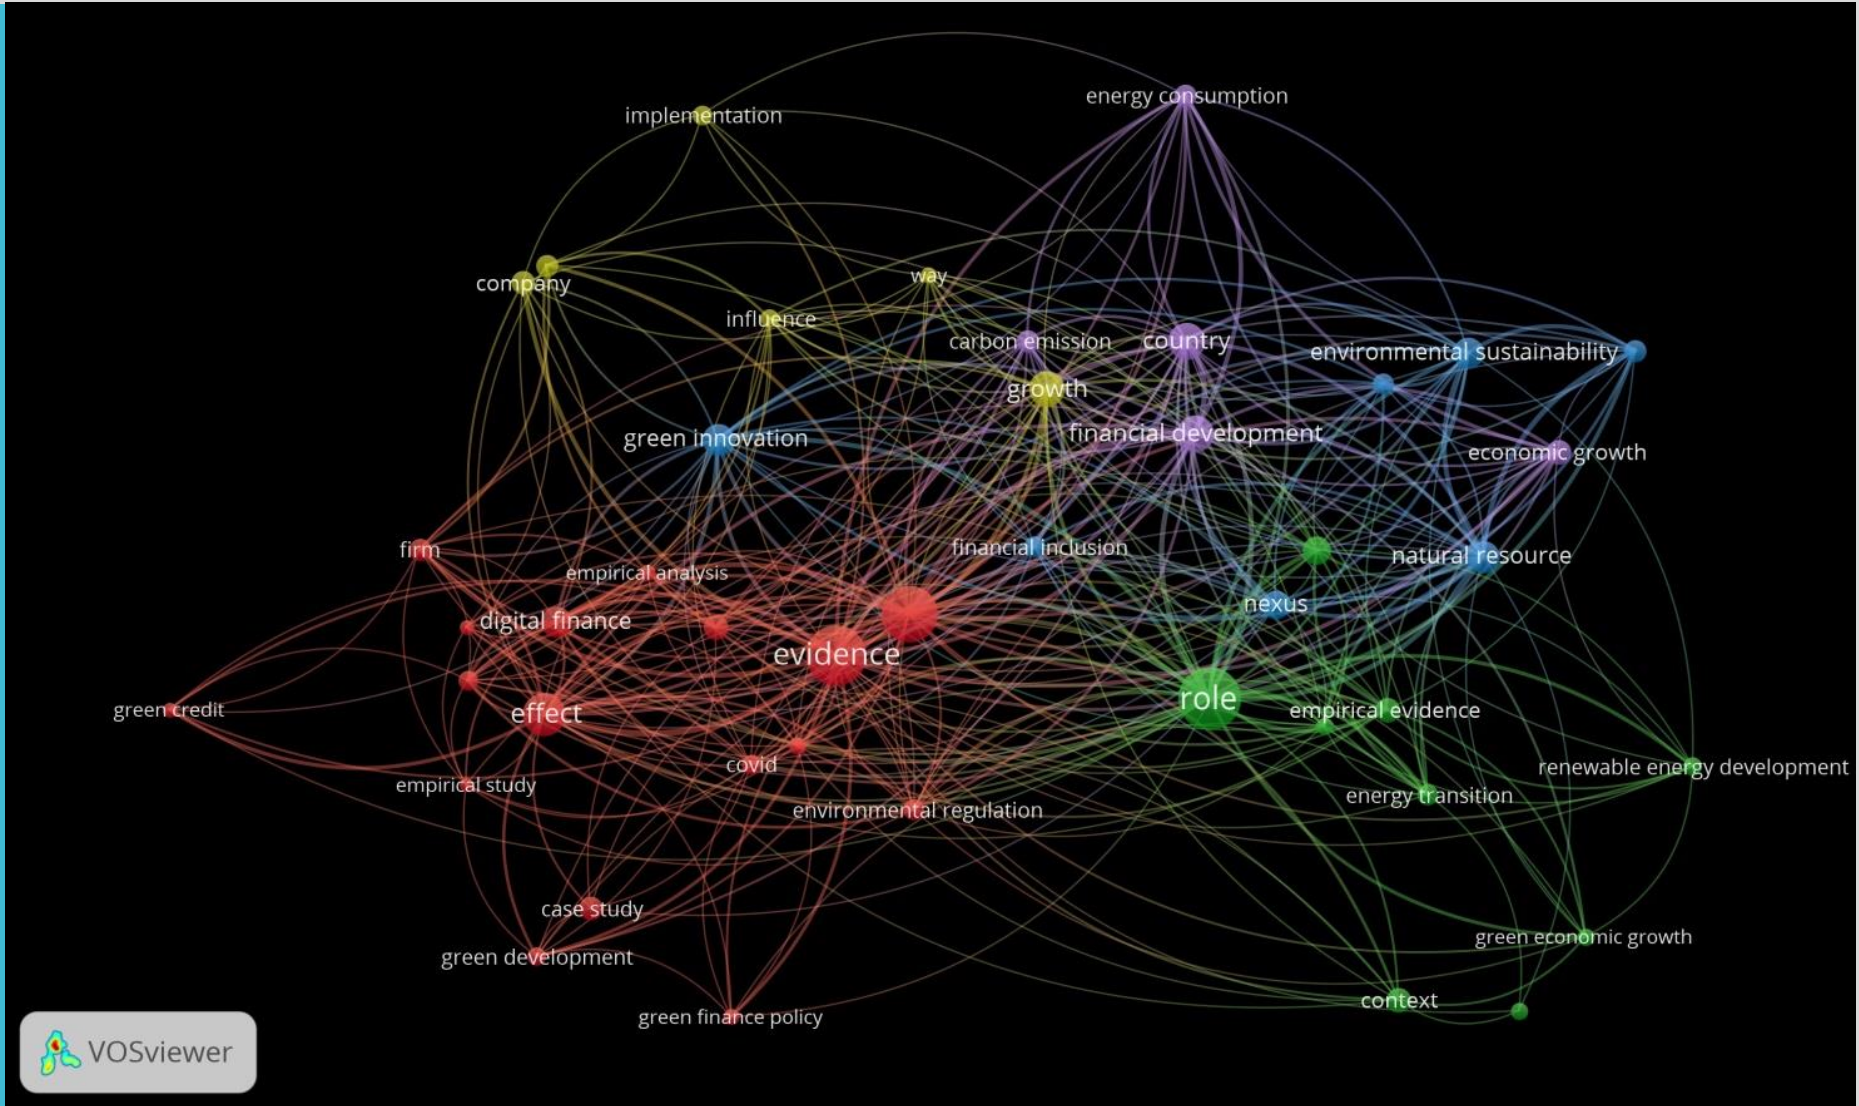 energy consumption
implementation
way
company
influence
carbon emission
country
environmental sustainability
growth
financial development
green innovation
economic growth
firm
financial inclusion
natural resource
empirical analysis
nexus
digital finance
evidence
role
green credit
effect
empirical evidence
covid
renewable energy development
empirical study
energy transition
environmental regulation
case study
green economic growth
green development
context
green finance policy
VOSviewer